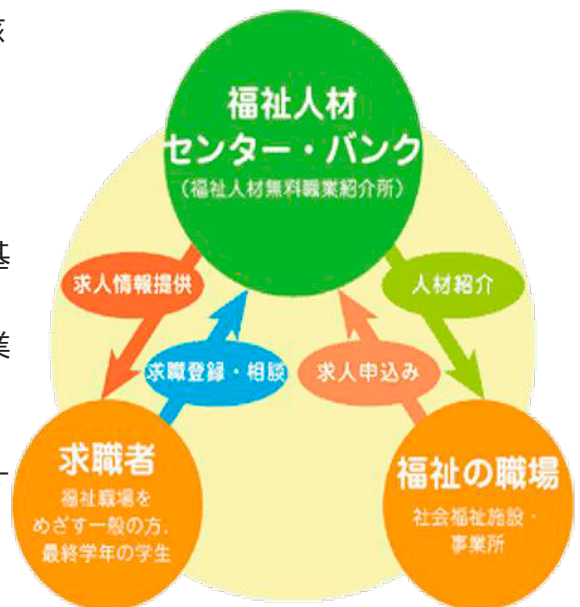 核
福祉人材
センター・バンク
（福祉人材無料職業紹介所）
基
求人情報提供
人材紹介
業
求職登録・相談
求人申込み
求職者
福祉職場を
めざす一般の方、
最終学年の学生
福祉の職場
社会福祉施設・
事業所